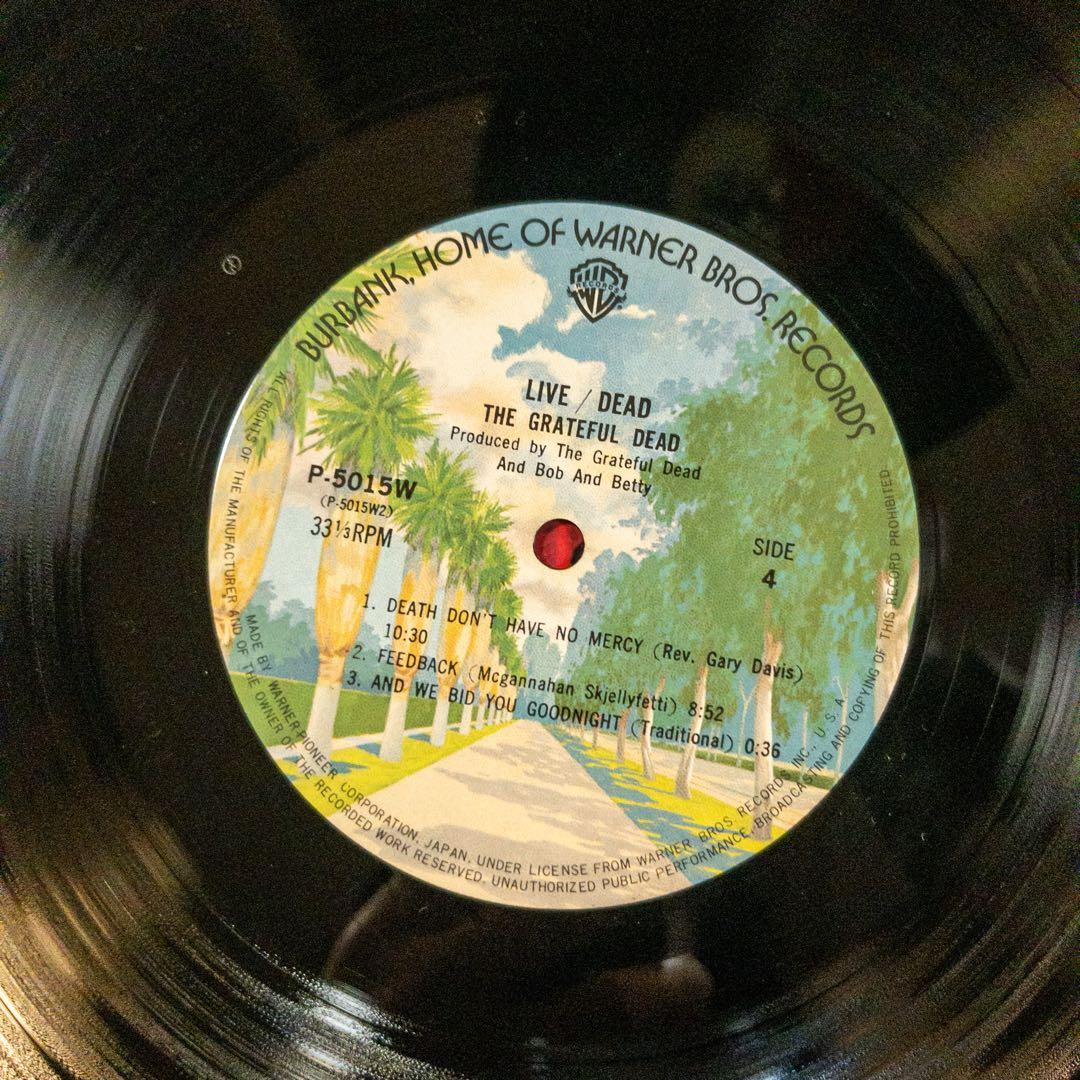 BURBANK, HOME OF WARNER BROS. RECORDS
RECORDS
LIVE / DEAD
THE GRATEFUL DEAD
Produced by The Grateful Dead
And Bob And Betty
P-5015W
(P-5015W2)
33⅓RPM
SIDE
4
1. DEATH DON'T HAVE NO MERCY (Rev. Gary Davis)
10:30
2. FEEDBACK (Mcgannahan Skjellyfetti) 8:52
3. AND WE BID YOU GOODNIGHT (Traditional) 0:36
MADE BY WARNER-PIONEER CORPORATION, JAPAN. UNDER LICENSE FROM WARNER BROS. RECORDS INC., U.S.A.
ALL RIGHTS OF THE MANUFACTURER AND OF THE OWNER OF THE RECORDED WORK RESERVED. UNAUTHORIZED PUBLIC PERFORMANCE BROADCASTING AND COPYING OF THIS RECORD PROHIBITED